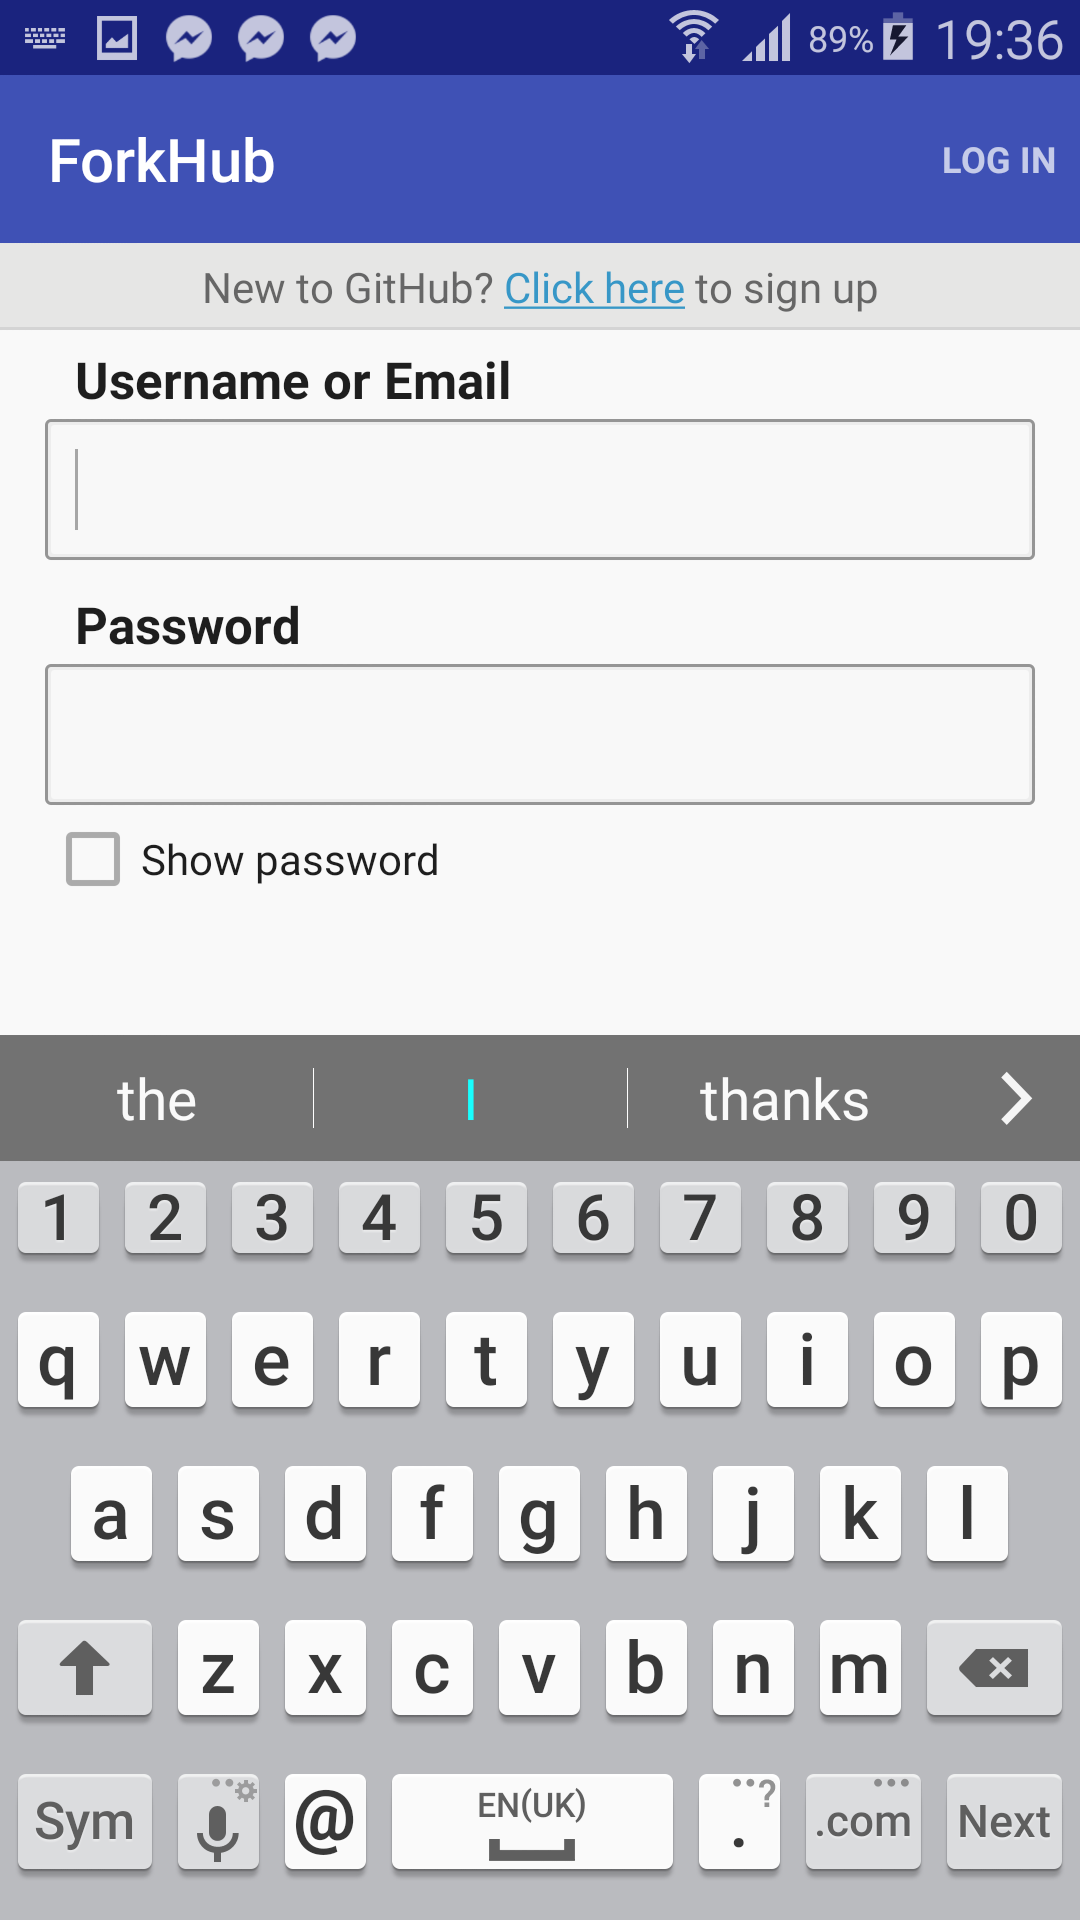 89% 19:36
ForkHub LOG IN
New to GitHub? Click here to sign up
Username or Email
Password
Show password
the I thanks
1 2 3 4 5 6 7 8 9 0
q w e r t y u i o p
a s d f g h j k l
z x c v b n m
Sym @ EN(UK) . ? .com Next